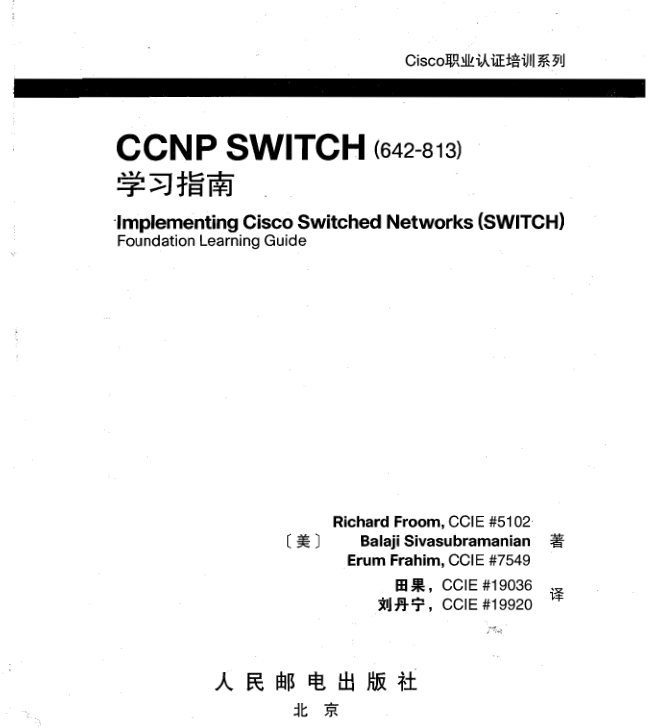 Cisco职业认证培训系列
CCNP SWITCH (642-813)
学习指南
Implementing Cisco Switched Networks (SWITCH)
Foundation Learning Guide
Richard Froom, CCIE #5102
〔美〕 Balaji Sivasubramanian 著
Erum Frahim, CCIE #7549
田果，CCIE #19036
刘丹宁，CCIE #19920 译
人民邮电出版社
北京